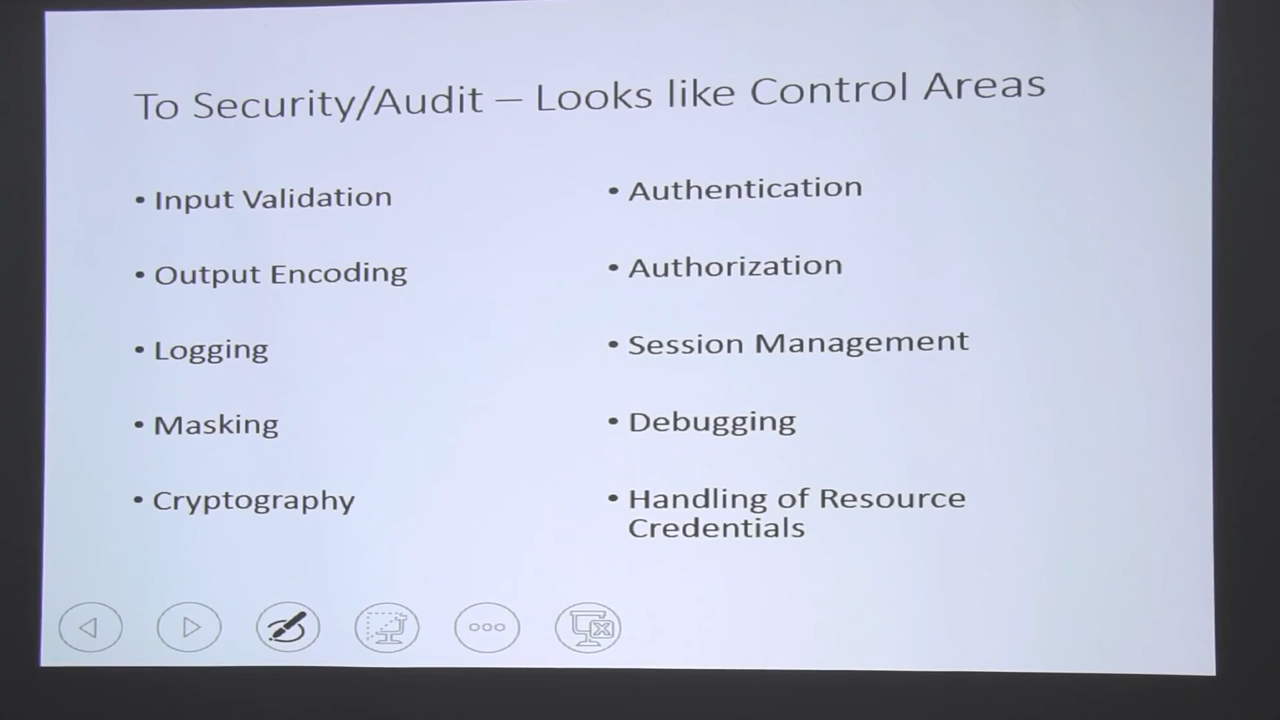 To Security/Audit – Looks like Control Areas
• Input Validation
• Output Encoding
• Logging
• Masking
• Cryptography
• Authentication
• Authorization
• Session Management
• Debugging
• Handling of Resource
Credentials